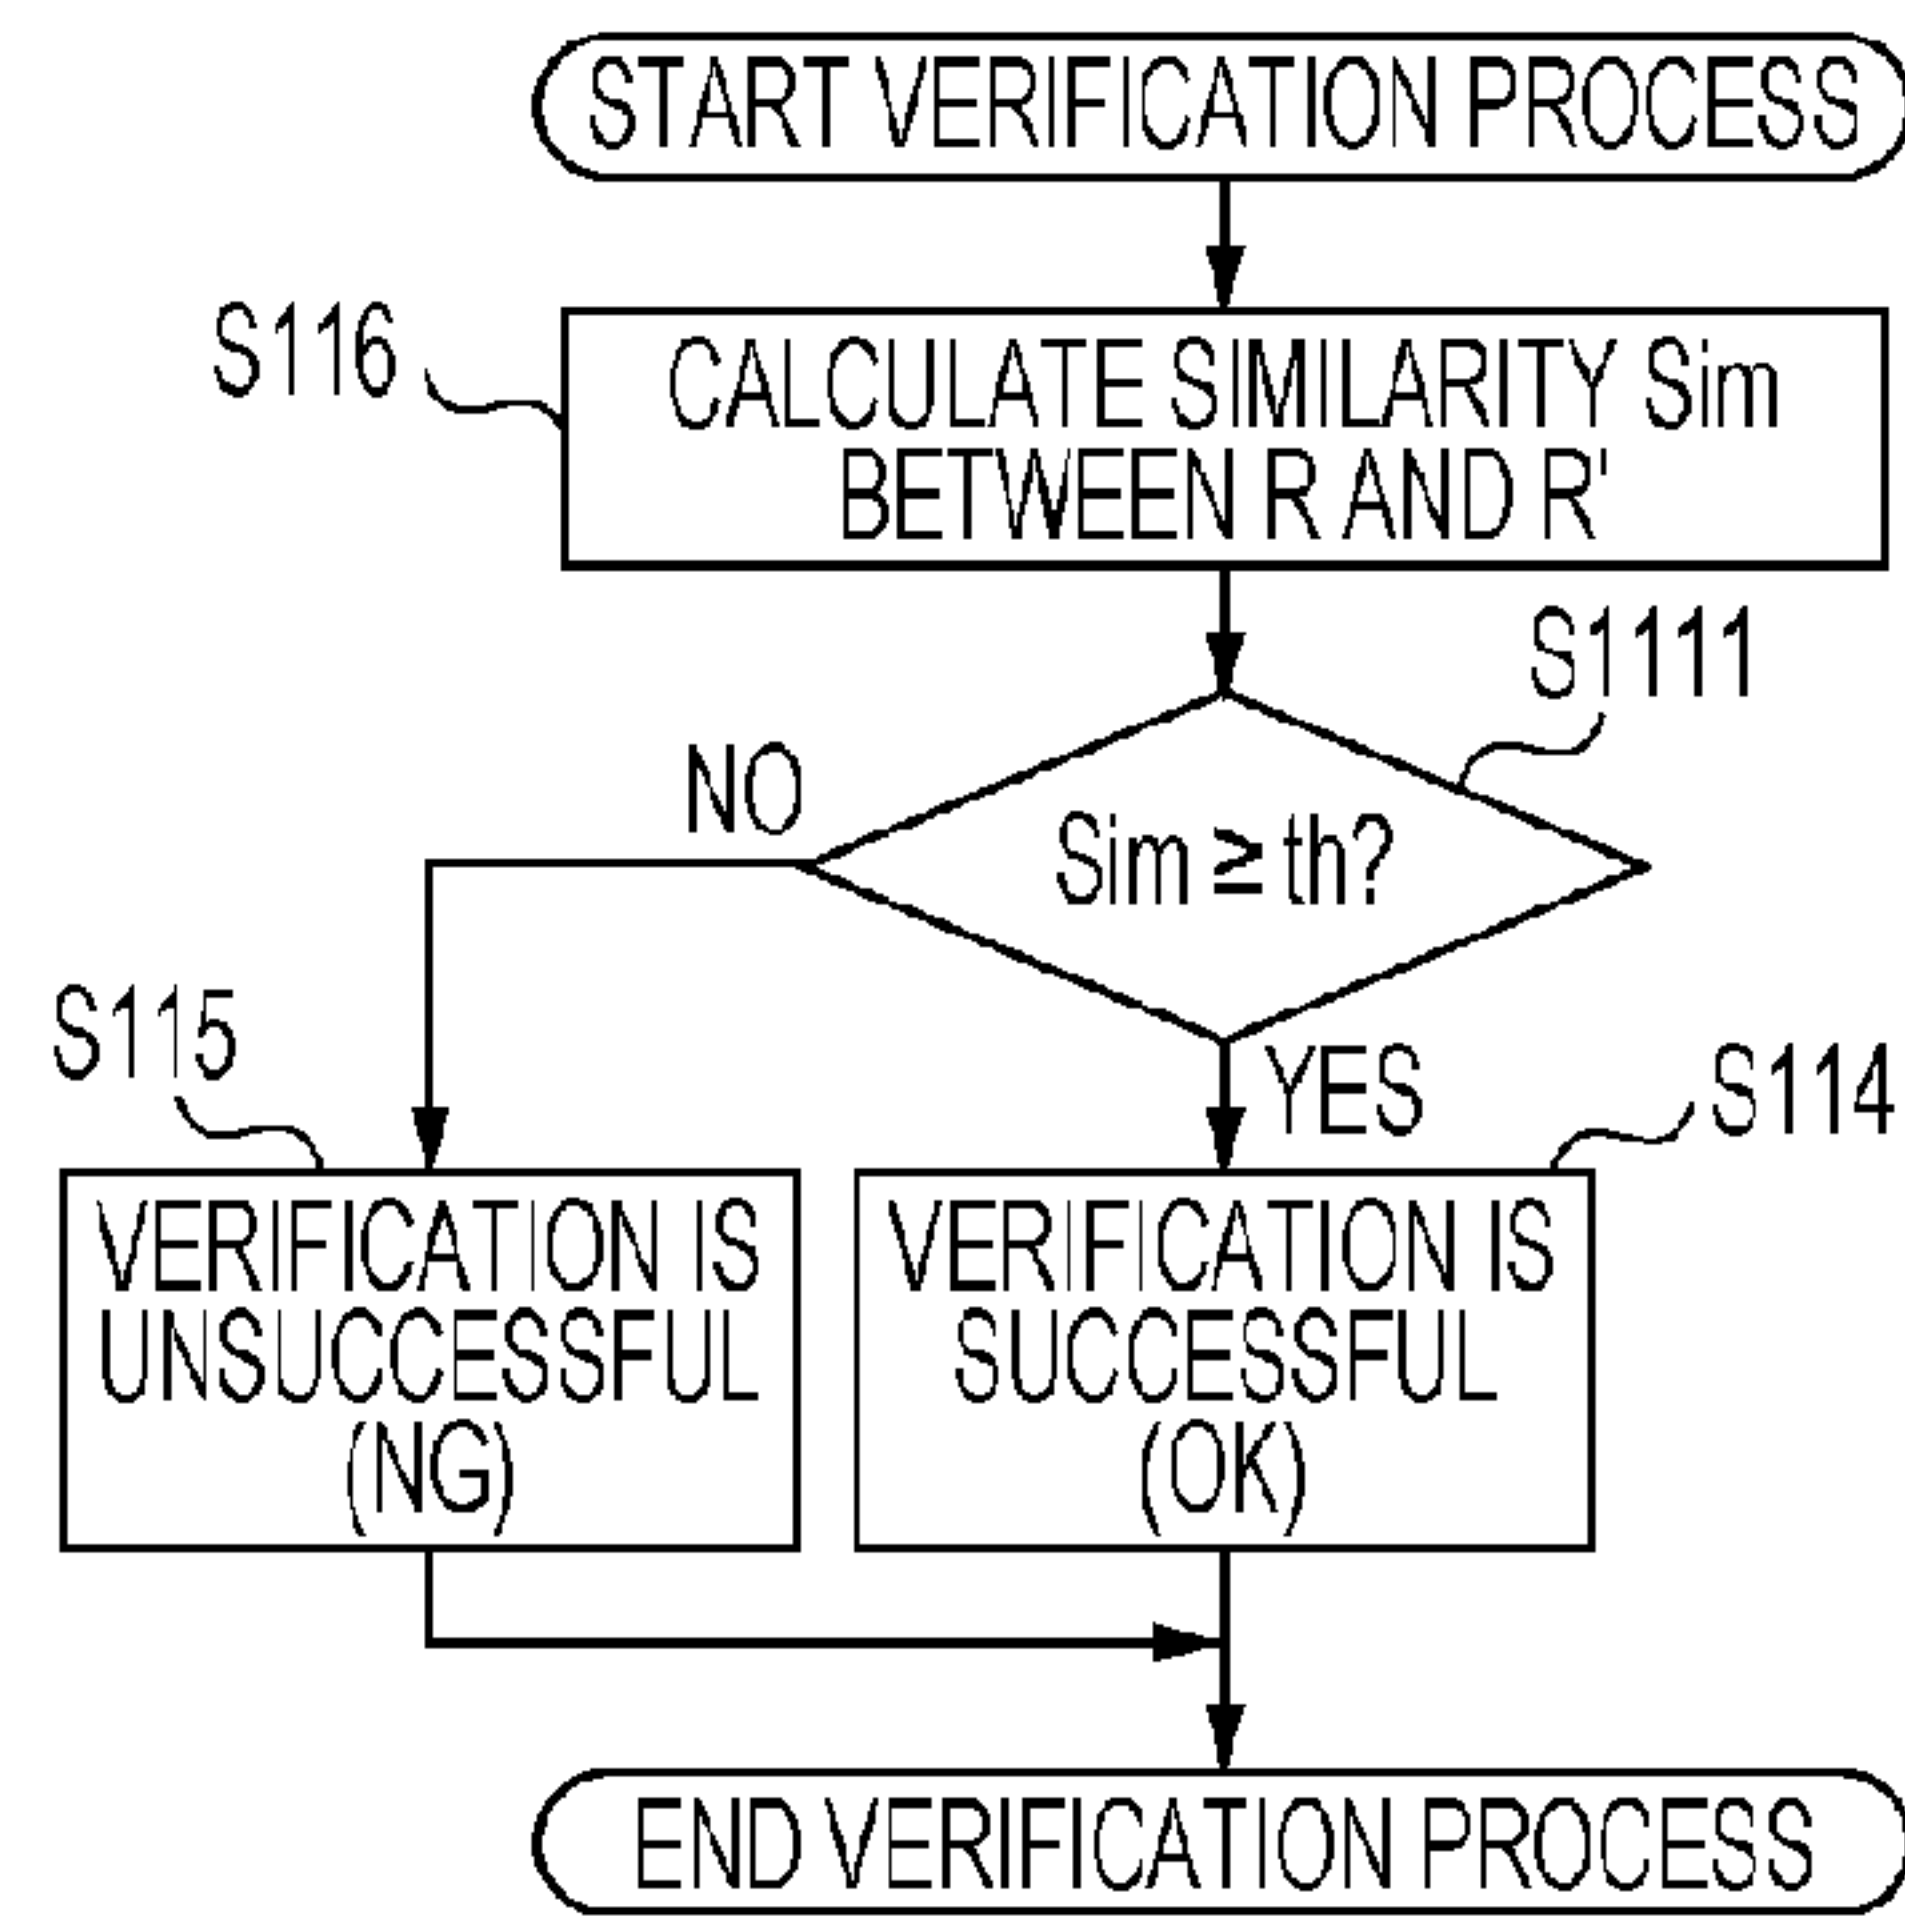 START VERIFICATION PROCESS
S116
CALCULATE SIMILARITY Sim
BETWEEN R AND R'
S1111
NO
Sim ≧ th?
S115
YES
S114
VERIFICATION IS
UNSUCCESSFUL
(NG)
VERIFICATION IS
SUCCESSFUL
(OK)
END VERIFICATION PROCESS